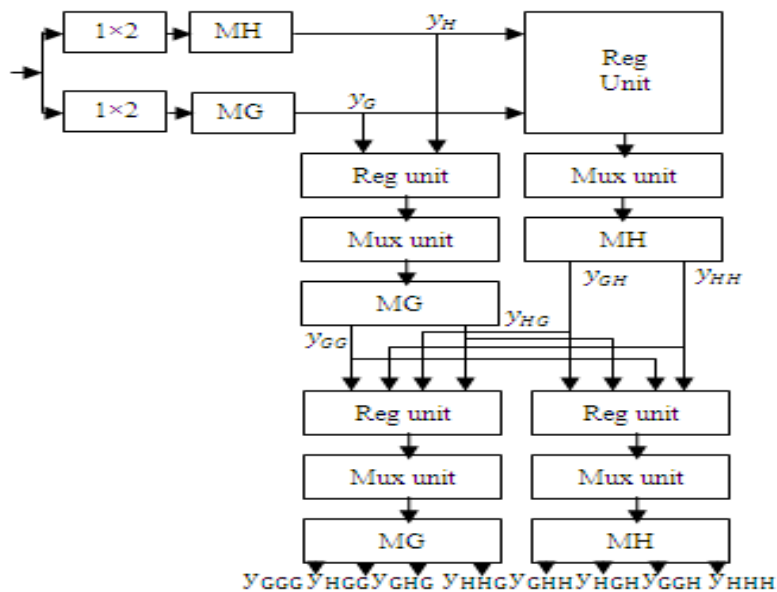 1×2
MH
yH
Reg
Unit
1×2
MG
yG
Reg unit
Mux unit
Mux unit
MH
MG
yGH
yHH
yGG
yHG
Reg unit
Reg unit
Mux unit
Mux unit
MG
MH
yGGG yHGG yGHG yHHG yGHH yHGH yGGH yHHH